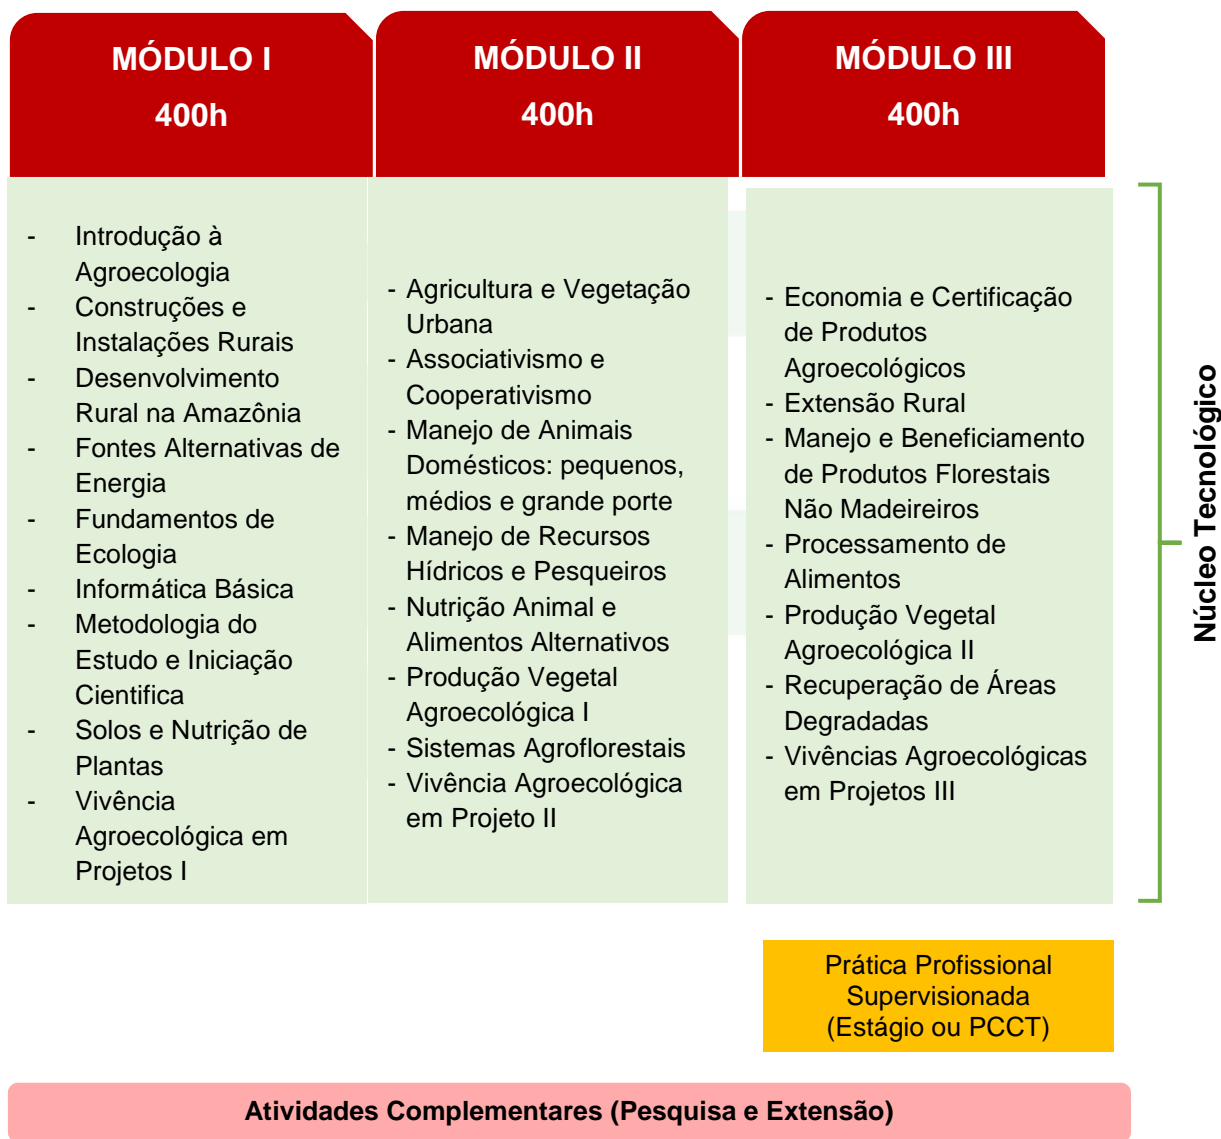 MÓDULO I
400h
MÓDULO II
400h
MÓDULO III
400h
- Introdução à
Agroecologia
- Construções e
Instalações Rurais
- Desenvolvimento
Rural na Amazônia
- Fontes Alternativas de
Energia
- Fundamentos de
Ecologia
- Informática Básica
- Metodologia do
Estudo e Iniciação
Cientifica
- Solos e Nutrição de
Plantas
- Vivência
Agroecológica em
Projetos I
- Agricultura e Vegetação
Urbana
- Associativismo e
Cooperativismo
- Manejo de Animais
Domésticos: pequenos,
médios e grande porte
- Manejo de Recursos
Hídricos e Pesqueiros
- Nutrição Animal e
Alimentos Alternativos
- Produção Vegetal
Agroecológica I
- Sistemas Agroflorestais
- Vivência Agroecológica
em Projeto II
- Economia e Certificação
de Produtos
Agroecológicos
- Extensão Rural
- Manejo e Beneficiamento
de Produtos Florestais
Não Madeireiros
- Processamento de
Alimentos
- Produção Vegetal
Agroecológica II
- Recuperação de Áreas
Degradadas
- Vivências Agroecológicas
em Projetos III
Núcleo Tecnológico
Prática Profissional
Supervisionada
(Estágio ou PCCT)
Atividades Complementares (Pesquisa e Extensão)